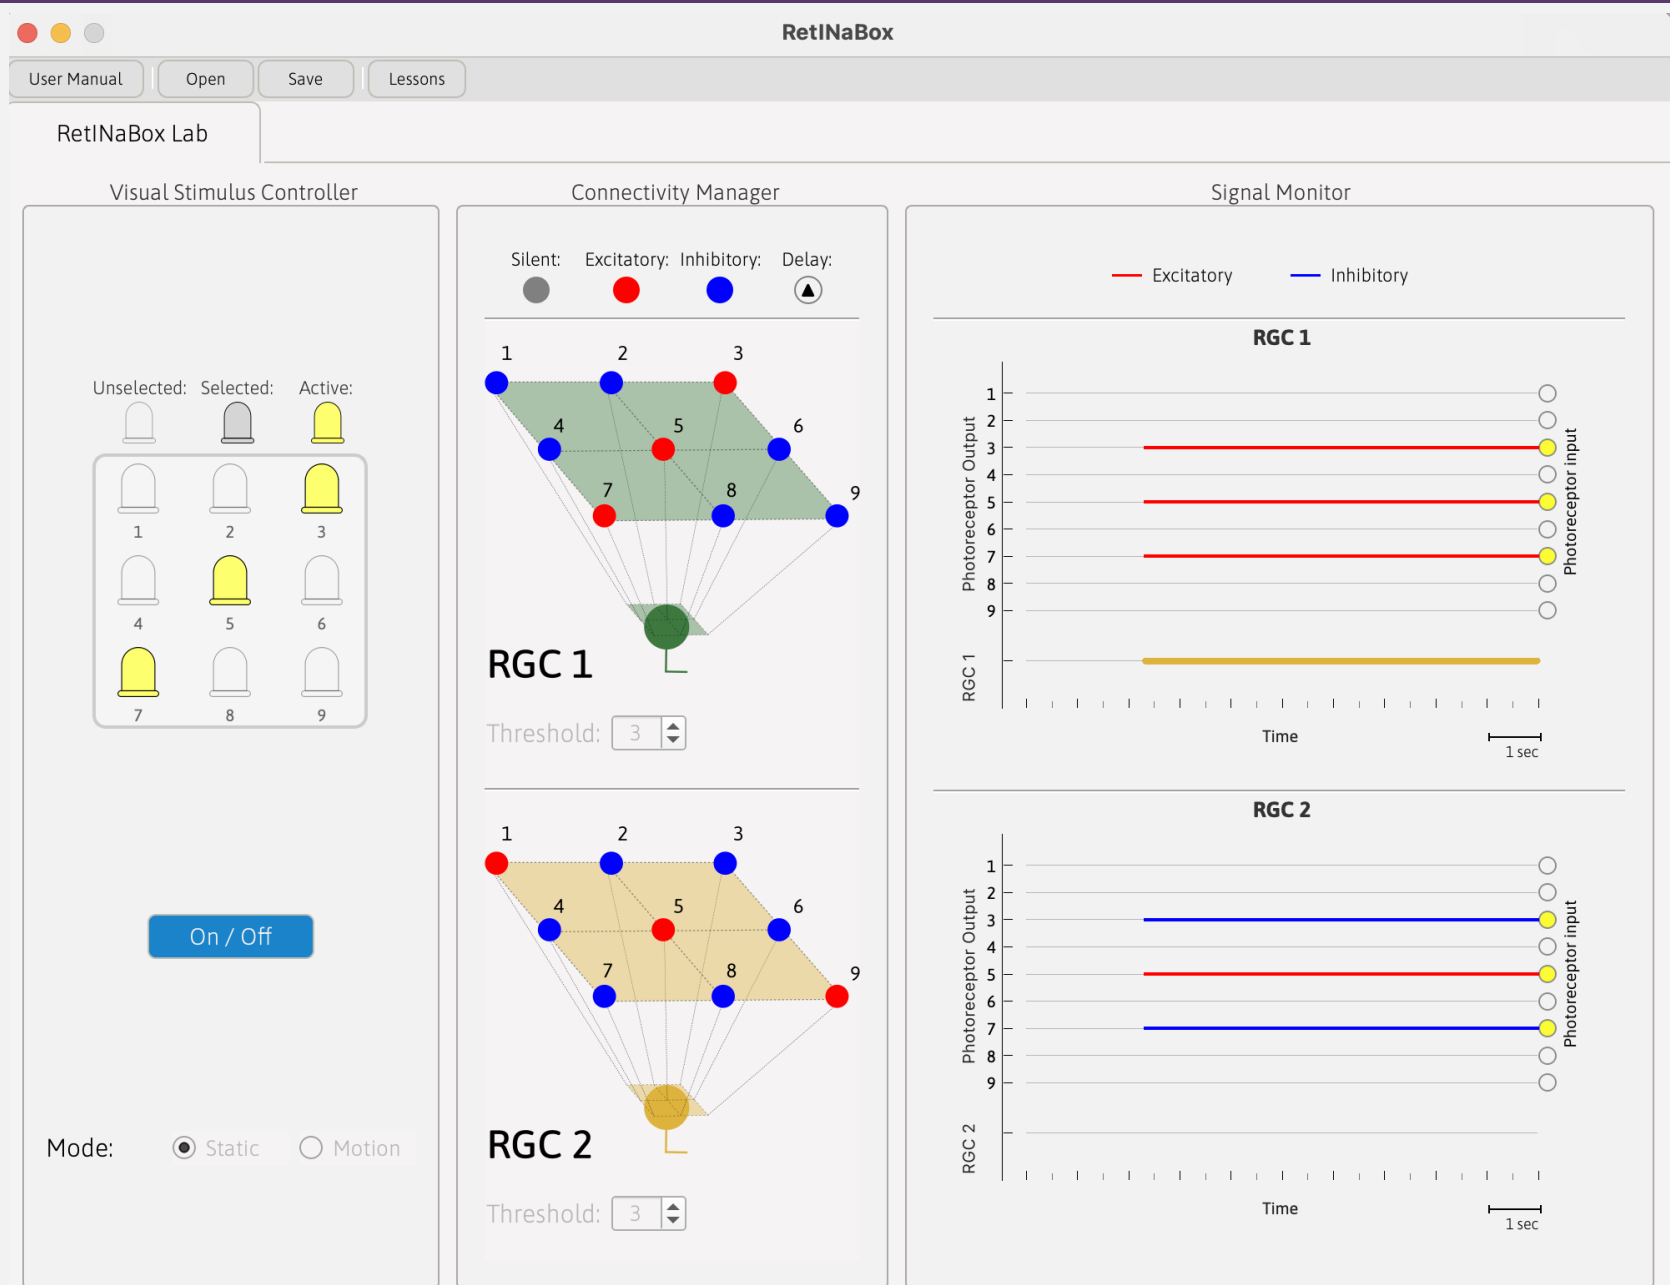 RetINaBox
User Manual Open Save Lessons
RetINaBox Lab
Visual Stimulus Controller
Unselected: Selected: Active:
1 2 3
4 5 6
7 8 9
On / Off
Mode: Static Motion
Connectivity Manager
Silent: Excitatory: Inhibitory: Delay:
1 2 3
4 5 6
7 8 9
RGC 1
Threshold: 3
1 2 3
4 5 6
7 8 9
RGC 2
Threshold: 3
Signal Monitor
Excitatory Inhibitory
RGC 1
Photoreceptor Output
1
2
3
4
5
6
7
8
9
Photoreceptor input
RGC 1
Time
1 sec
RGC 2
Photoreceptor Output
1
2
3
4
5
6
7
8
9
Photoreceptor input
RGC 2
Time
1 sec